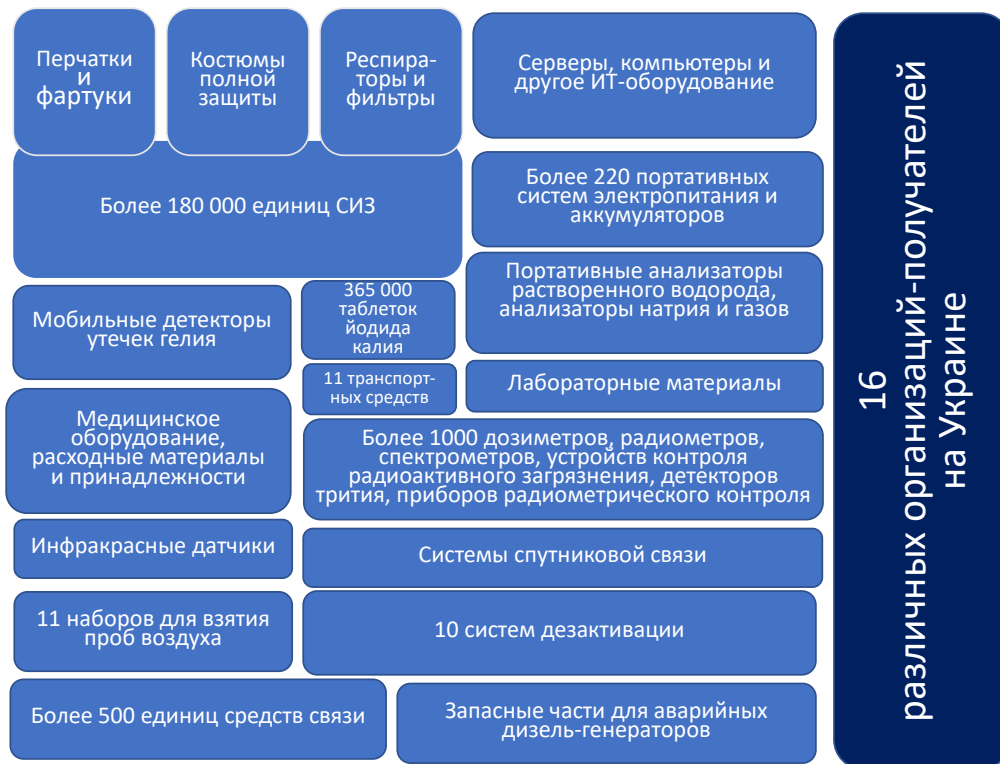 Перчатки
и
фартуки
Костюмы
полной
защиты
Респира-
торы и
фильтры
Более 180 000 единиц СИЗ
Серверы, компьютеры и
другое ИТ-оборудование
Более 220 портативных
систем электропитания и
аккумуляторов
Портативные анализаторы
растворенного водорода,
анализаторы натрия и газов
Мобильные детекторы
утечек гелия
365 000
таблеток
йодида
калия
11 транспорт-
ных средств
Лабораторные материалы
Медицинское
оборудование,
расходные материалы
и принадлежности
Более 1000 дозиметров, радиометров,
спектрометров, устройств контроля
радиоактивного загрязнения, детекторов
трития, приборов радиометрического контроля
Инфракрасные датчики
Системы спутниковой связи
11 наборов для взятия
проб воздуха
10 систем дезактивации
Более 500 единиц средств связи
Запасные части для аварийных
дизель-генераторов
16
различных организаций-получателей
на Украине